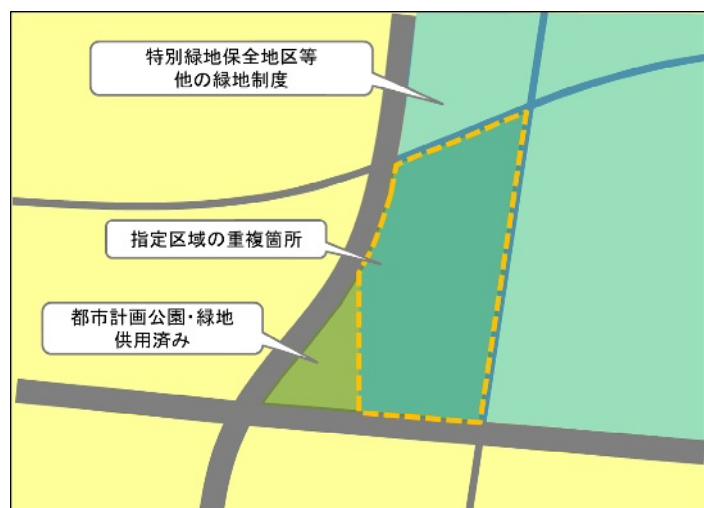 特別緑地保全地区等
他の緑地制度
指定区域の重複箇所
都市計画公園・緑地
供用済み